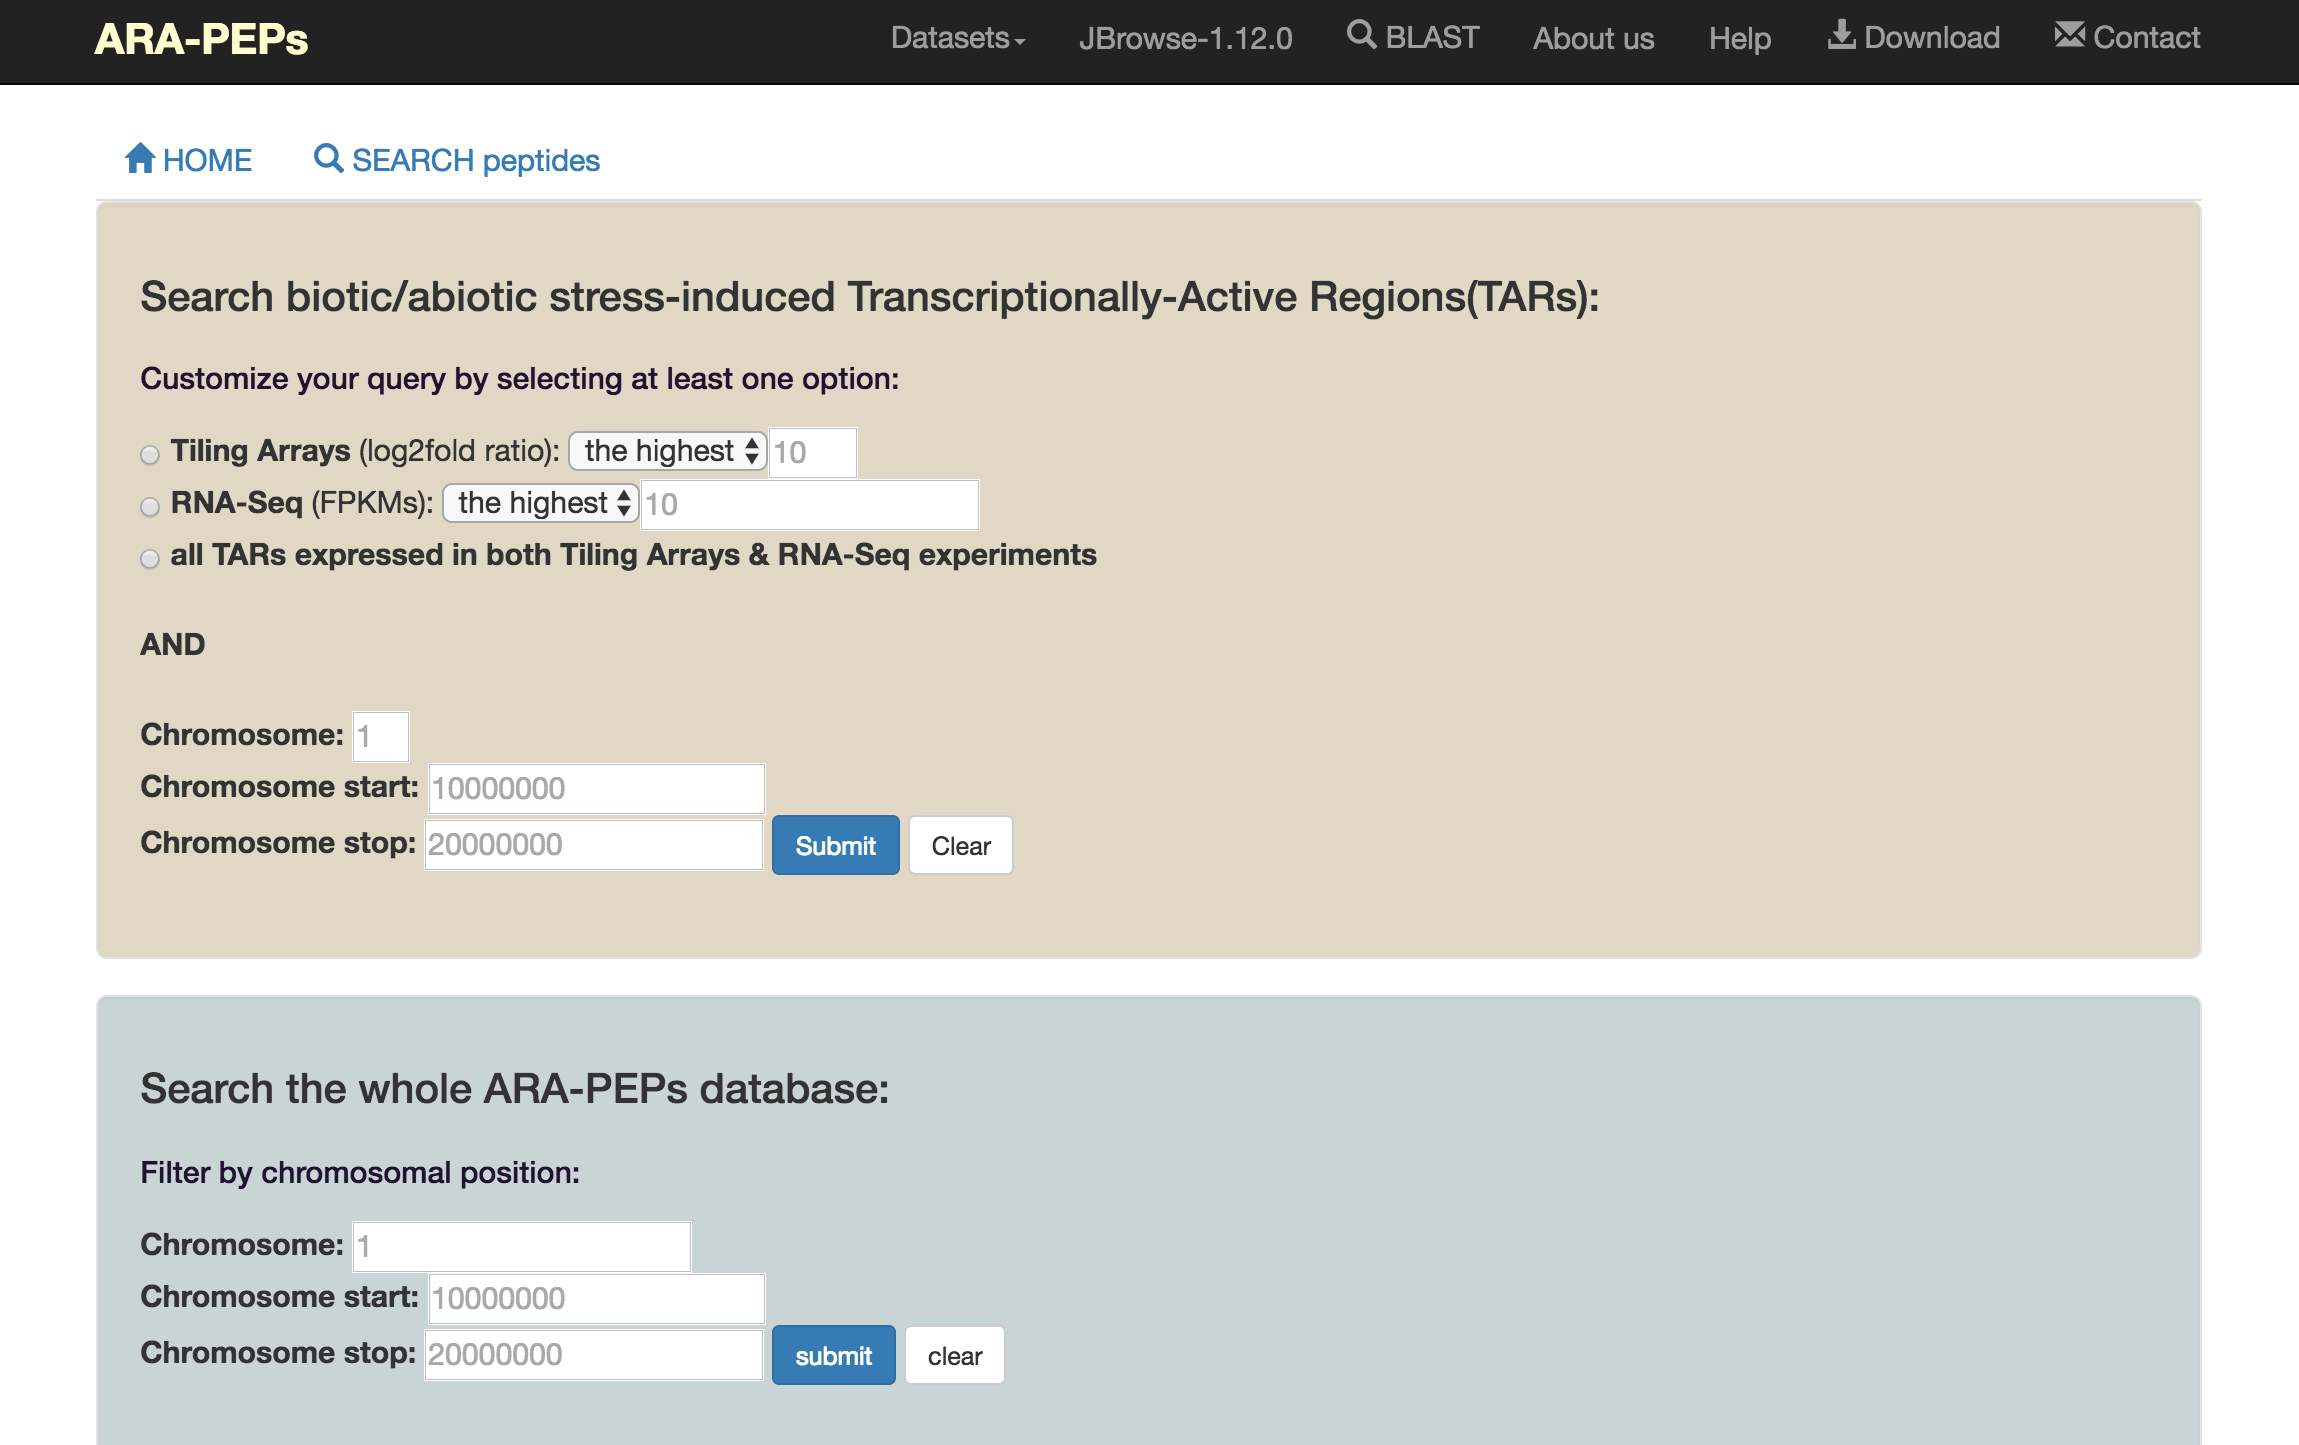 ARA-PEPs Datasets JBrowse-1.12.0 BLAST About us Help Download Contact
HOME SEARCH peptides
Search biotic/abiotic stress-induced Transcriptionally-Active Regions(TARs):
Customize your query by selecting at least one option:
Tiling Arrays (log2fold ratio): the highest 10
RNA-Seq (FPKMs): the highest 10
all TARs expressed in both Tiling Arrays & RNA-Seq experiments
AND
Chromosome: 1
Chromosome start: 10000000
Chromosome stop: 20000000 Submit Clear
Search the whole ARA-PEPs database:
Filter by chromosomal position:
Chromosome: 1
Chromosome start: 10000000
Chromosome stop: 20000000 submit clear